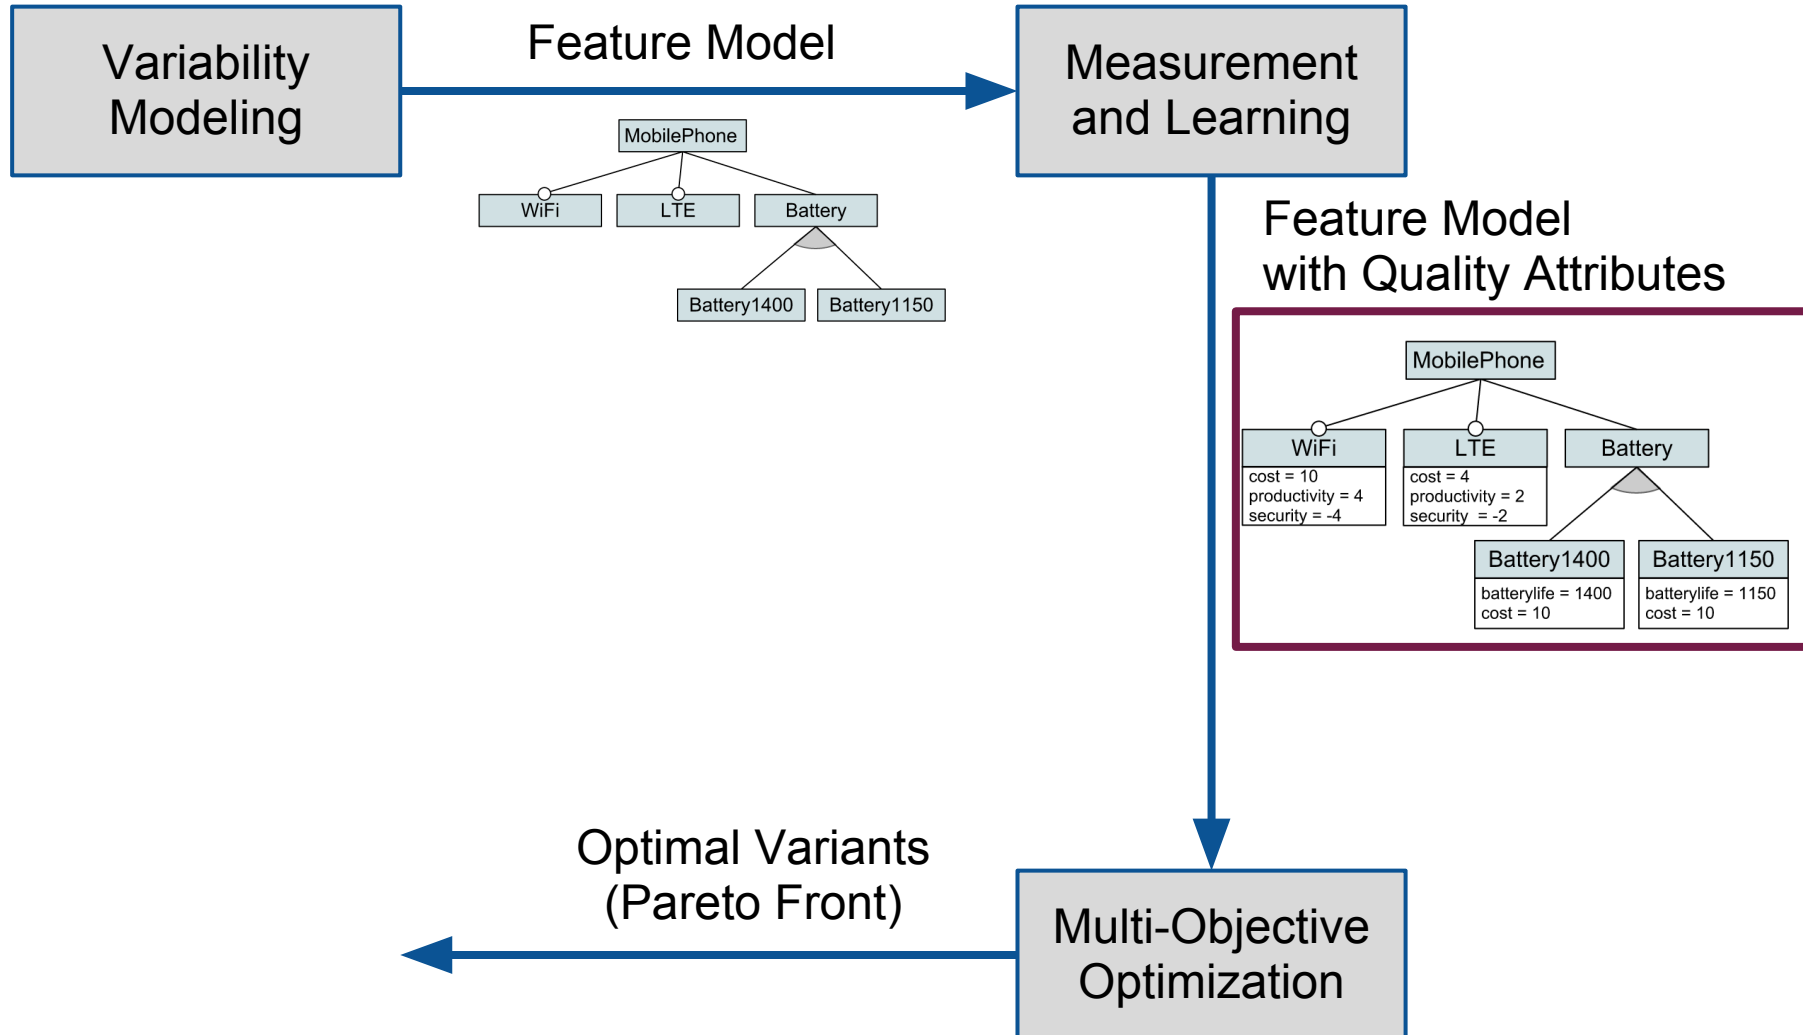 Variability
Modeling
Feature Model
Measurement
and Learning
MobilePhone
WiFi
LTE
Battery
Battery1400
Battery1150
Feature Model
with Quality Attributes
MobilePhone
WiFi
cost = 10
productivity = 4
security = -4
LTE
cost = 4
productivity = 2
security = -2
Battery
Battery1400
batterylife = 1400
cost = 10
Battery1150
batterylife = 1150
cost = 10
Optimal Variants
(Pareto Front)
Multi-Objective
Optimization